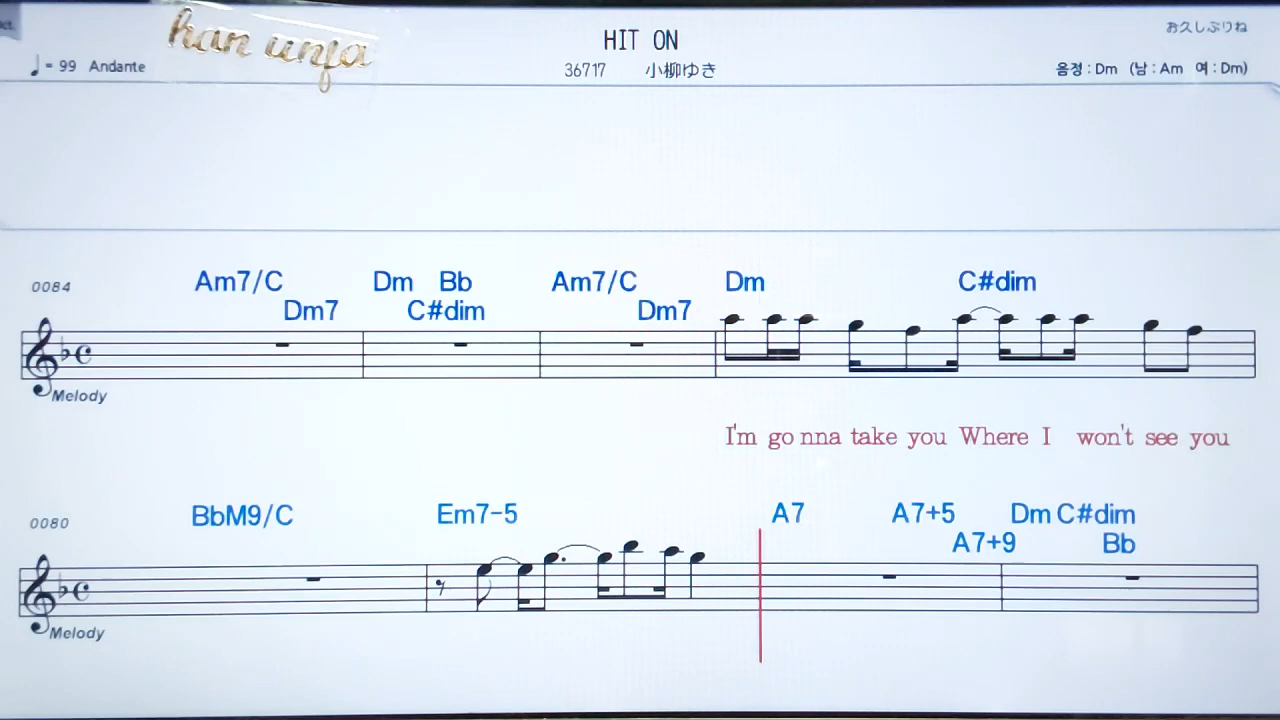 ct.
han unja
HIT ON
お久しぶりね
♩= 99 Andante
36717 小柳ゆき
음정 : Dm (남 : Am 여 : Dm)
0084 Am7/C Dm Bb Am7/C Dm C#dim
Dm7 C#dim Dm7
Melody
I'm go nna take you Where I won't see you
0080 BbM9/C Em7-5 A7 A7+5 Dm C#dim
A7+9 Bb
Melody